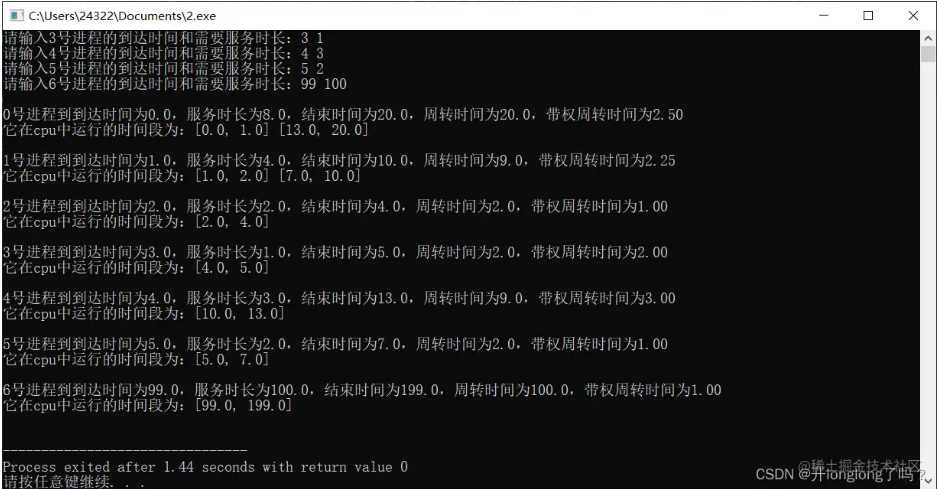 C:\Users\24322\Documents\2.exe
请输入3号进程的到达时间和需要服务时长：3 1
请输入4号进程的到达时间和需要服务时长：4 3
请输入5号进程的到达时间和需要服务时长：5 2
请输入6号进程的到达时间和需要服务时长：99 100
0号进程到到达时间为0.0，服务时长为8.0，结束时间为20.0，周转时间为20.0，带权周转时间为2.50
它在cpu中运行的时间段为：[0.0, 1.0] [13.0, 20.0]
1号进程到到达时间为1.0，服务时长为4.0，结束时间为10.0，周转时间为9.0，带权周转时间为2.25
它在cpu中运行的时间段为：[1.0, 2.0] [7.0, 10.0]
2号进程到到达时间为2.0，服务时长为2.0，结束时间为4.0，周转时间为2.0，带权周转时间为1.00
它在cpu中运行的时间段为：[2.0, 4.0]
3号进程到到达时间为3.0，服务时长为1.0，结束时间为5.0，周转时间为2.0，带权周转时间为2.00
它在cpu中运行的时间段为：[4.0, 5.0]
4号进程到到达时间为4.0，服务时长为3.0，结束时间为13.0，周转时间为9.0，带权周转时间为3.00
它在cpu中运行的时间段为：[10.0, 13.0]
5号进程到到达时间为5.0，服务时长为2.0，结束时间为7.0，周转时间为2.0，带权周转时间为1.00
它在cpu中运行的时间段为：[5.0, 7.0]
6号进程到到达时间为99.0，服务时长为100.0，结束时间为199.0，周转时间为100.0，带权周转时间为1.00
它在cpu中运行的时间段为：[99.0, 199.0]
--------------------------------
Process exited after 1.44 seconds with return value 0
请按任意键继续. . .
@稀土掘金技术社区
CSDN @开longlong了吗？